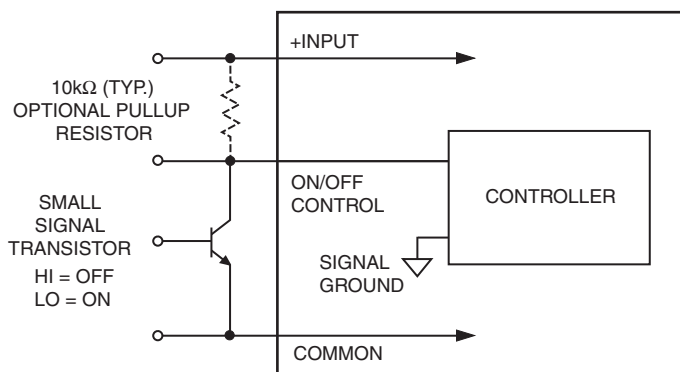 +INPUT
10kΩ (TYP.)
OPTIONAL PULLUP
RESISTOR
ON/OFF
CONTROL
CONTROLLER
SMALL
SIGNAL
TRANSISTOR
HI = OFF
LO = ON
SIGNAL
GROUND
COMMON